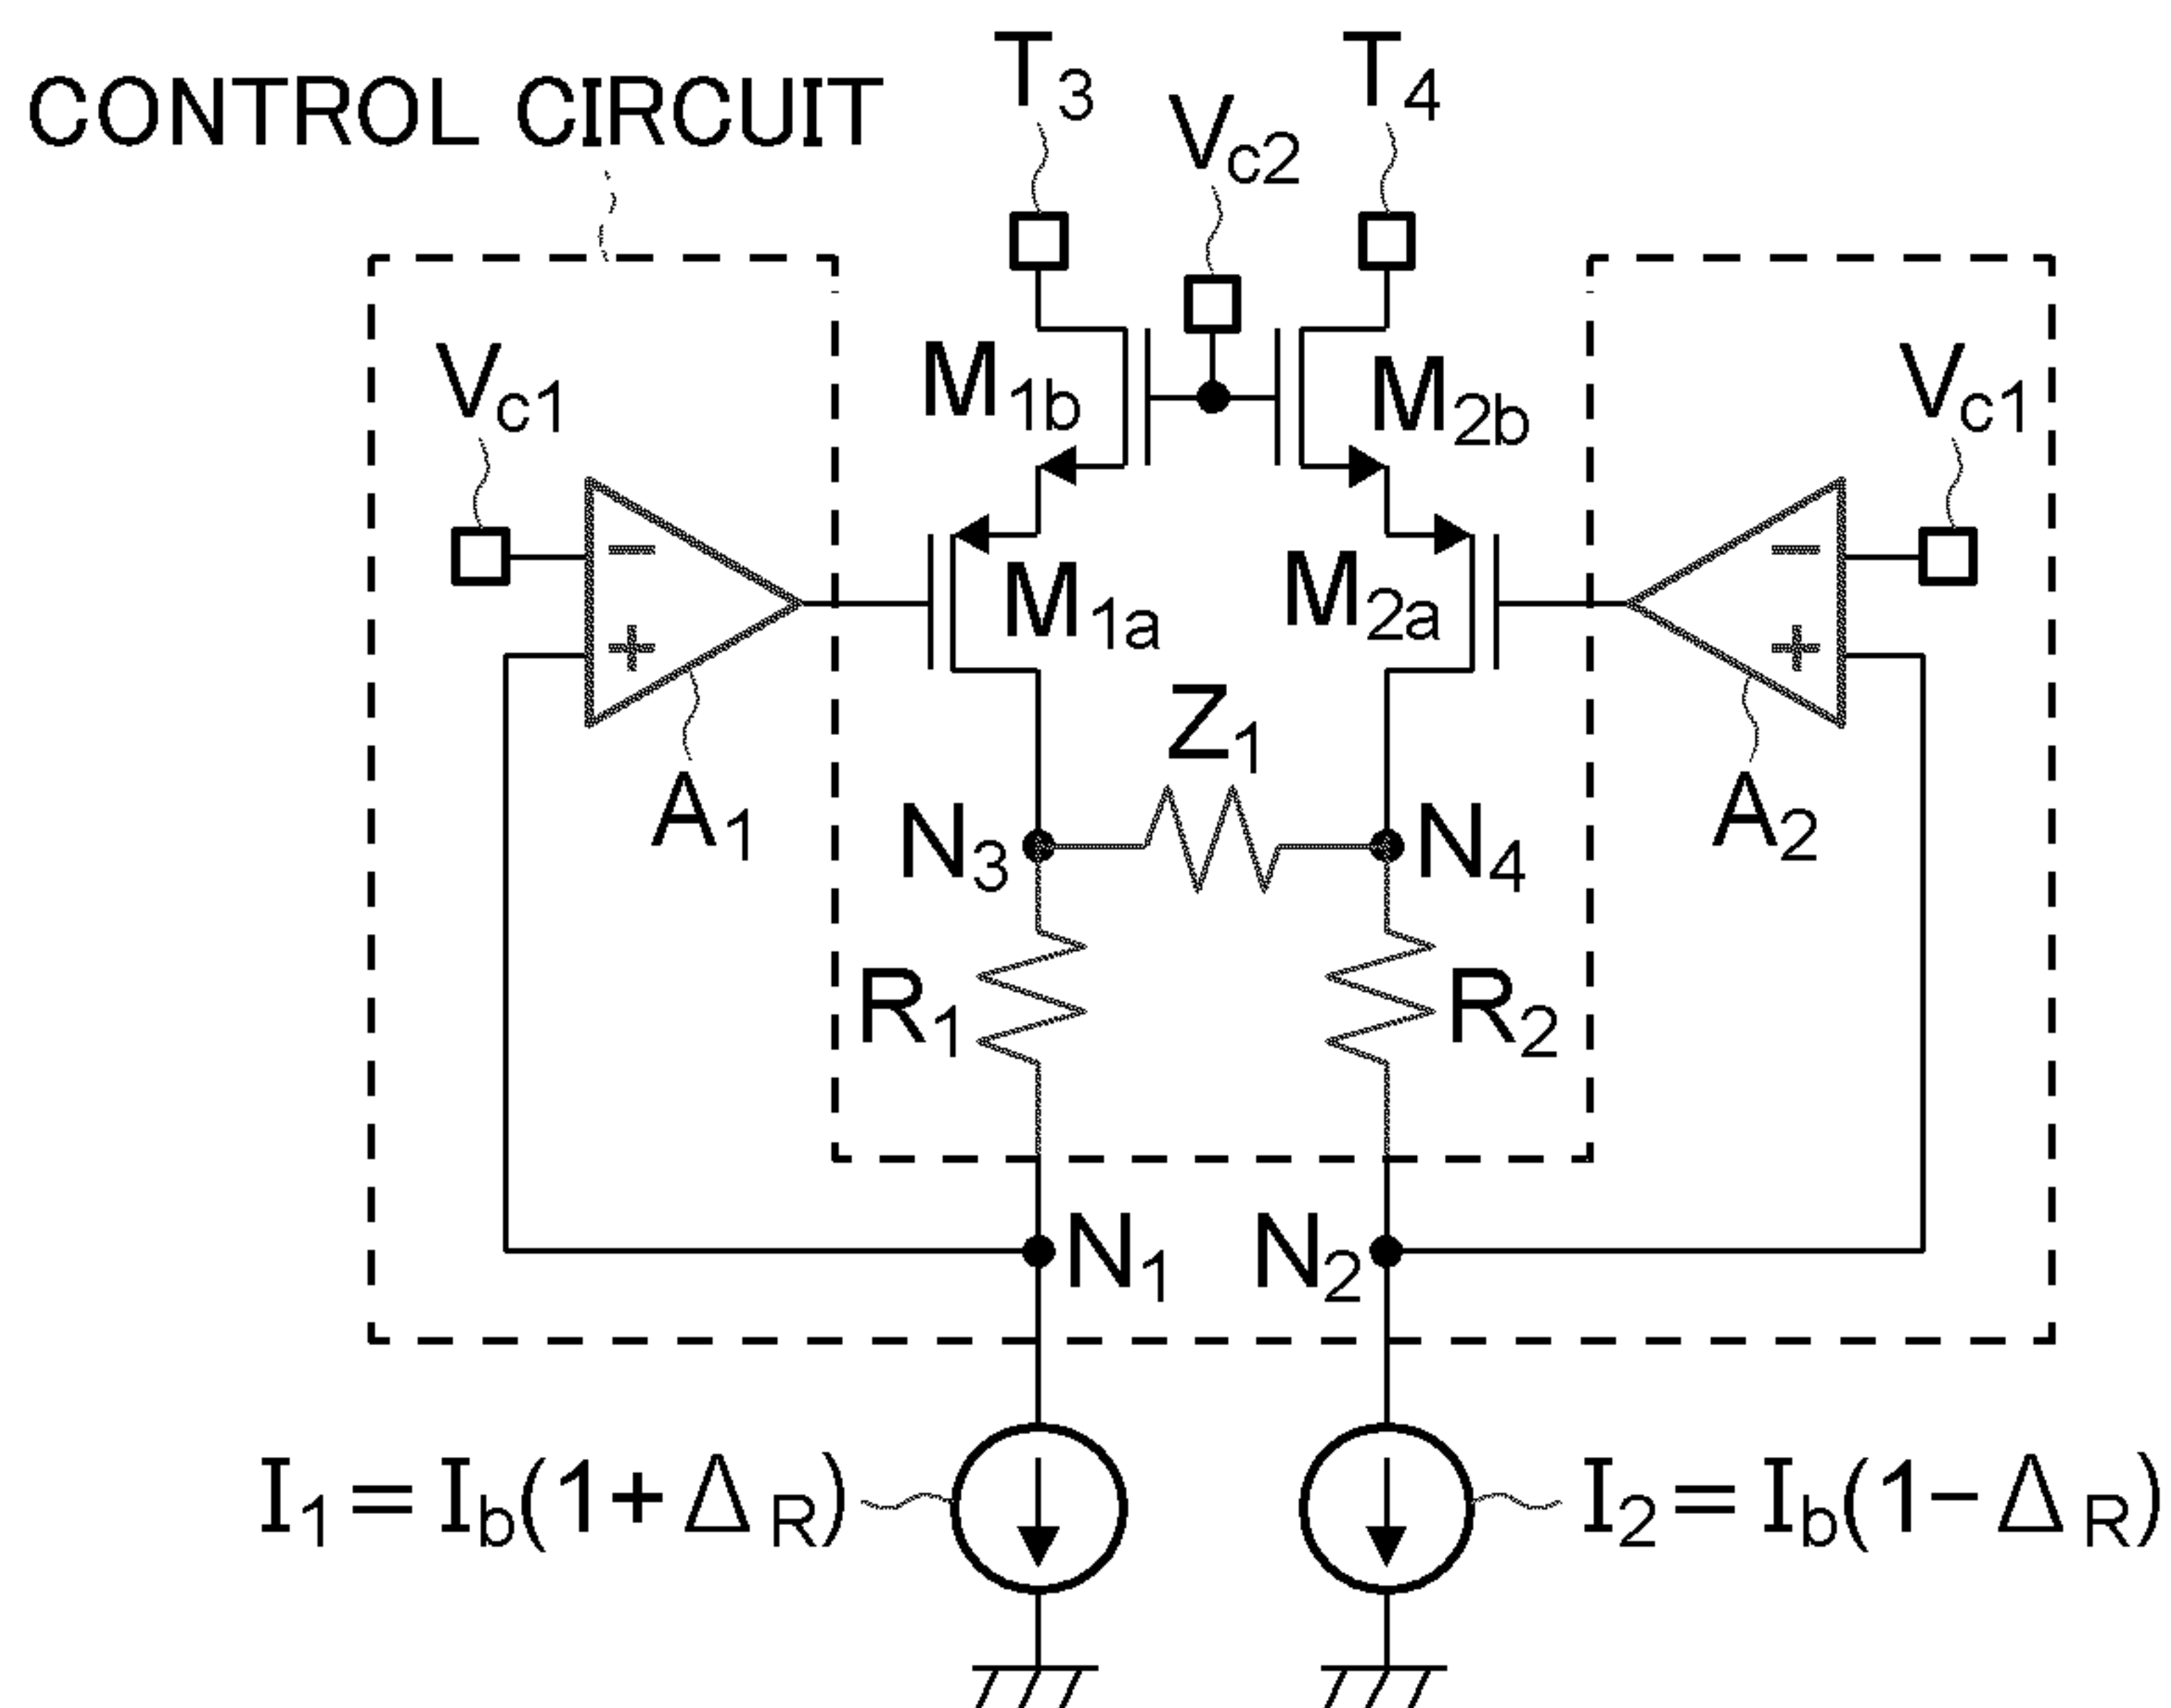 T3
T4
CONTROL CIRCUIT
Vc2
M1b
M2b
Vc1
Vc1
−
−
M1a
M2a
+
+
Z1
A1
A2
N3
N4
R1
R2
N1
N2
I1=Ib(1+ΔR)
I2=Ib(1−ΔR)